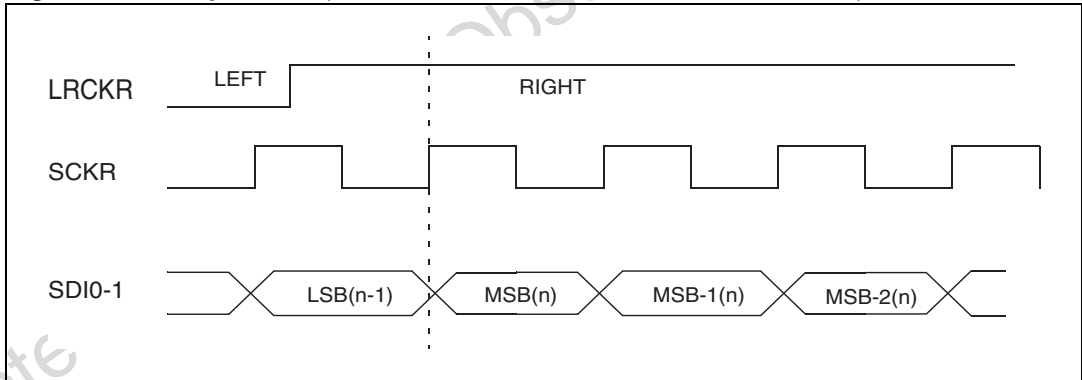 LRCKR LEFT RIGHT
SCKR
SDI0-1 LSB(n-1) MSB(n) MSB-1(n) MSB-2(n)